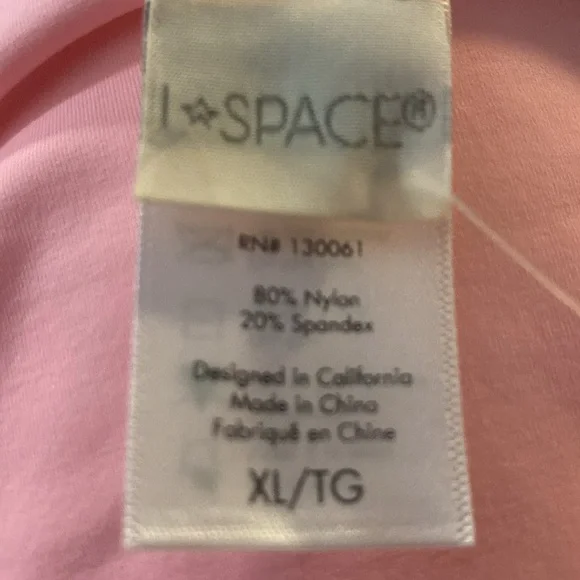 L☆SPACE®
RN# 130061
80% Nylon
20% Spandex
Designed in California
Made in China
Fabriqué en Chine
XL/TG